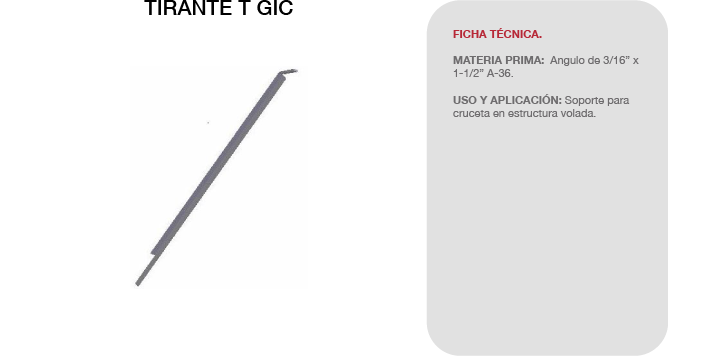 TIRANTE T GIC
FICHA TÉCNICA.
MATERIA PRIMA:  Angulo de 3/16” x
1-1/2” A-36.
USO Y APLICACIÓN: Soporte para
cruceta en estructura volada.